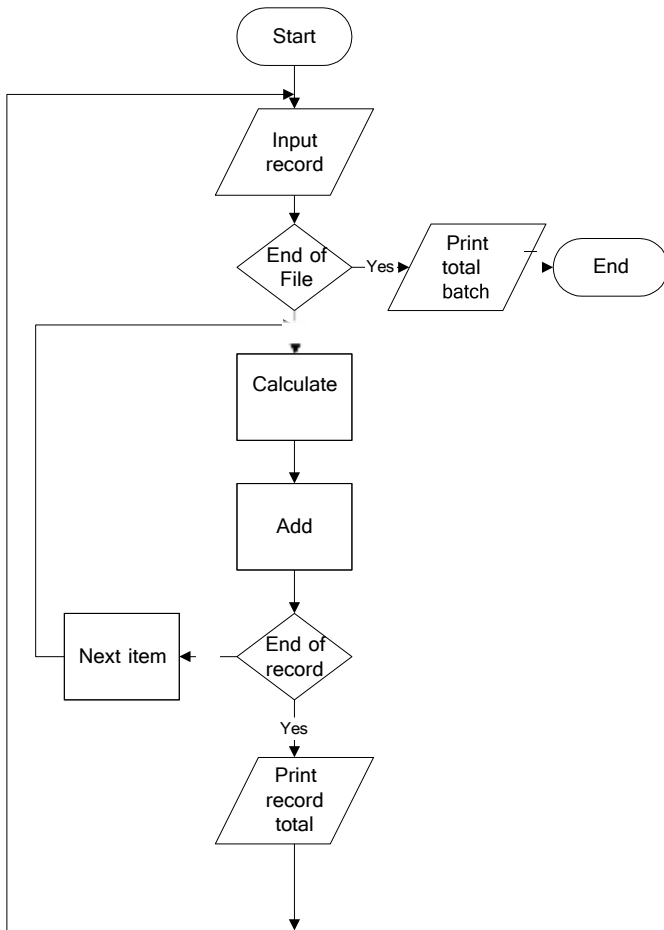 Start
Input
record
End of
File
Yes
Print
total
batch
End
Calculate
Add
End of
record
Next item
Yes
Print
record
total